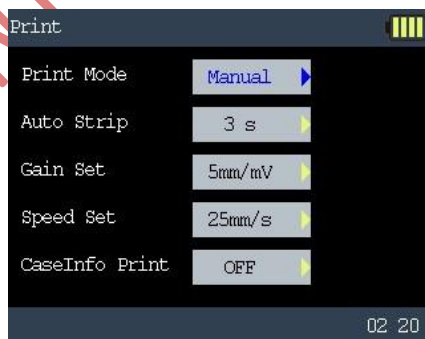 Print
Print Mode Manual
Auto Strip 3 s
Gain Set 5mm/mV
Speed Set 25mm/s
CaseInfo Print OFF
02 20